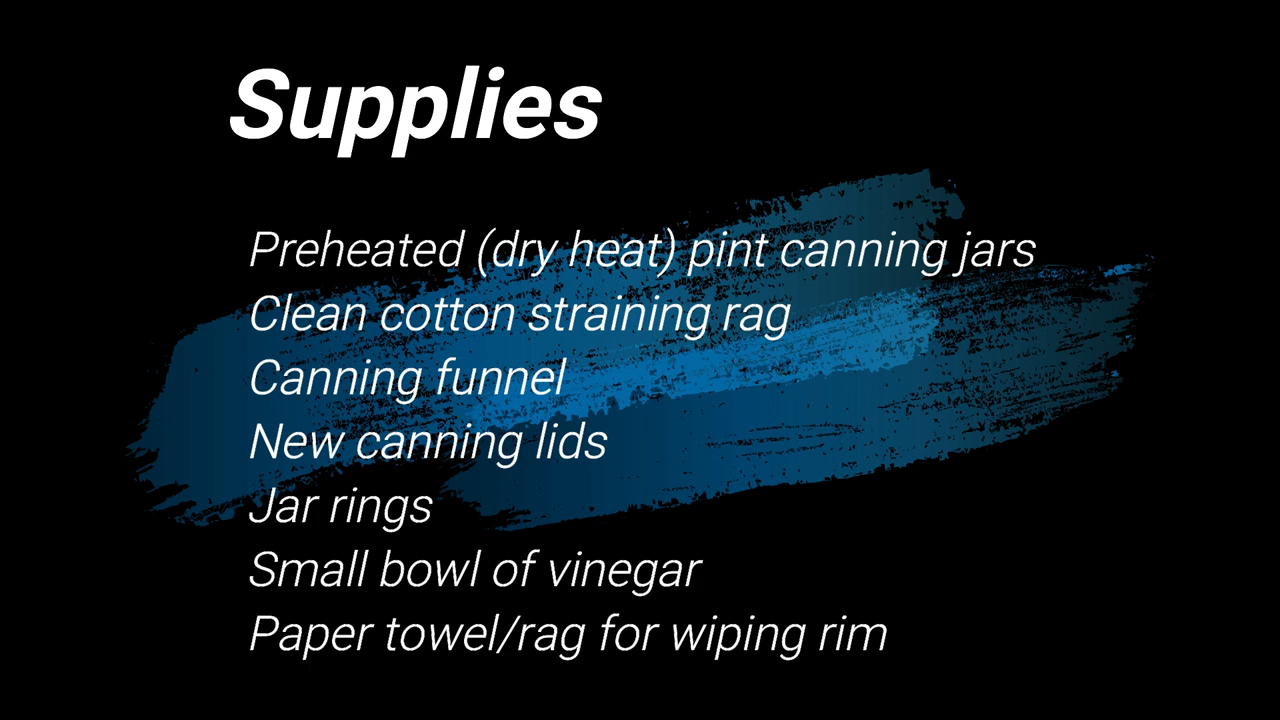 Supplies
Preheated (dry heat) pint canning jars
Clean cotton straining rag
Canning funnel
New canning lids
Jar rings
Small bowl of vinegar
Paper towel/rag for wiping rim